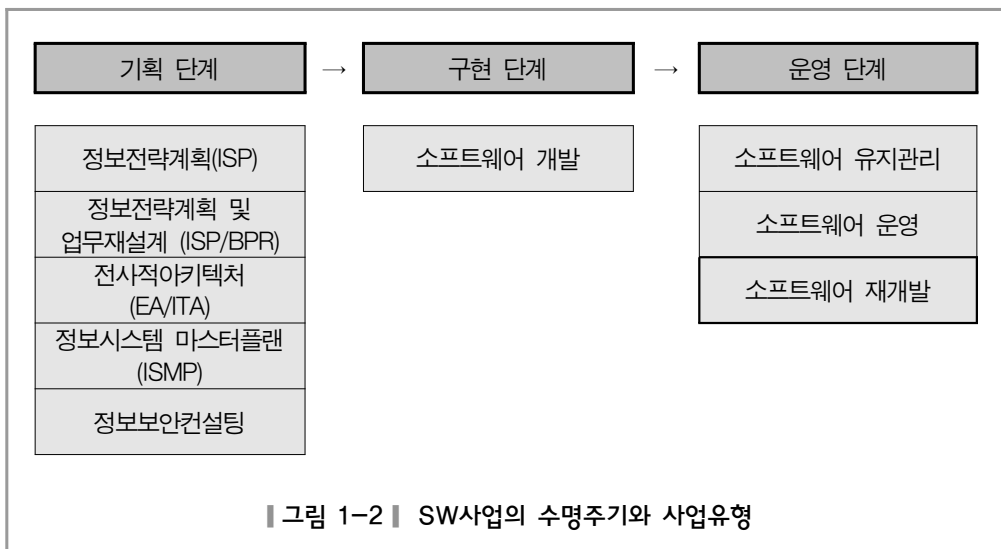 기획 단계 → 구현 단계 → 운영 단계
정보전략계획(ISP)
정보전략계획 및
업무재설계 (ISP/BPR)
전사적아키텍처
(EA/ITA)
정보시스템 마스터플랜
(ISMP)
정보보안컨설팅
소프트웨어 개발
소프트웨어 유지관리
소프트웨어 운영
소프트웨어 재개발
‖그림 1-2‖ SW사업의 수명주기와 사업유형